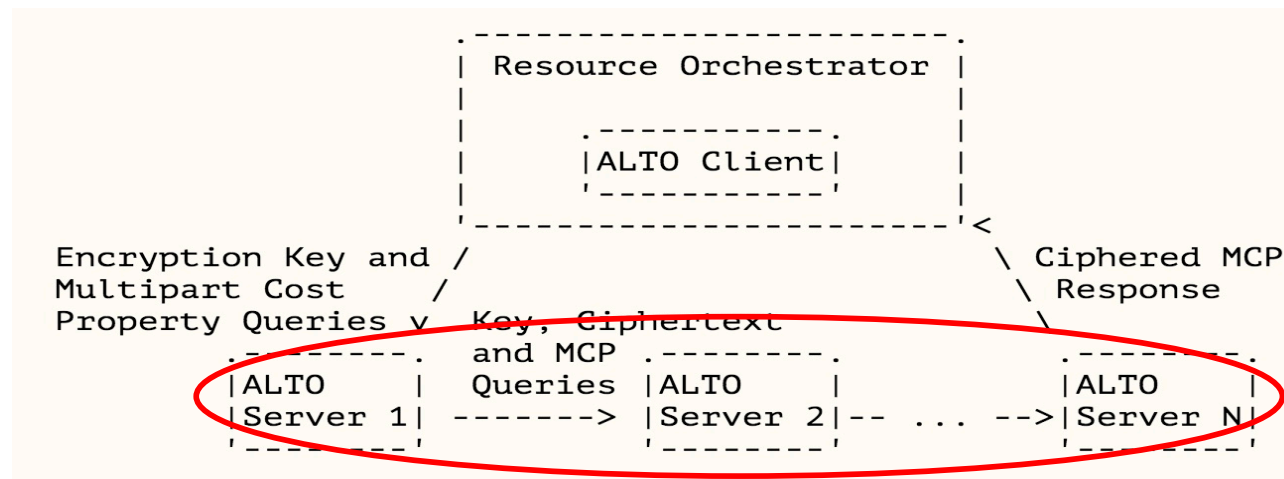 Resource Orchestrator
ALTO Client
Encryption Key and
Multipart Cost
Property Queries
Ciphered MCP
Response
Key, Ciphertext
and MCP
Queries
ALTO
Server 1
ALTO
Server 2
...
ALTO
Server N